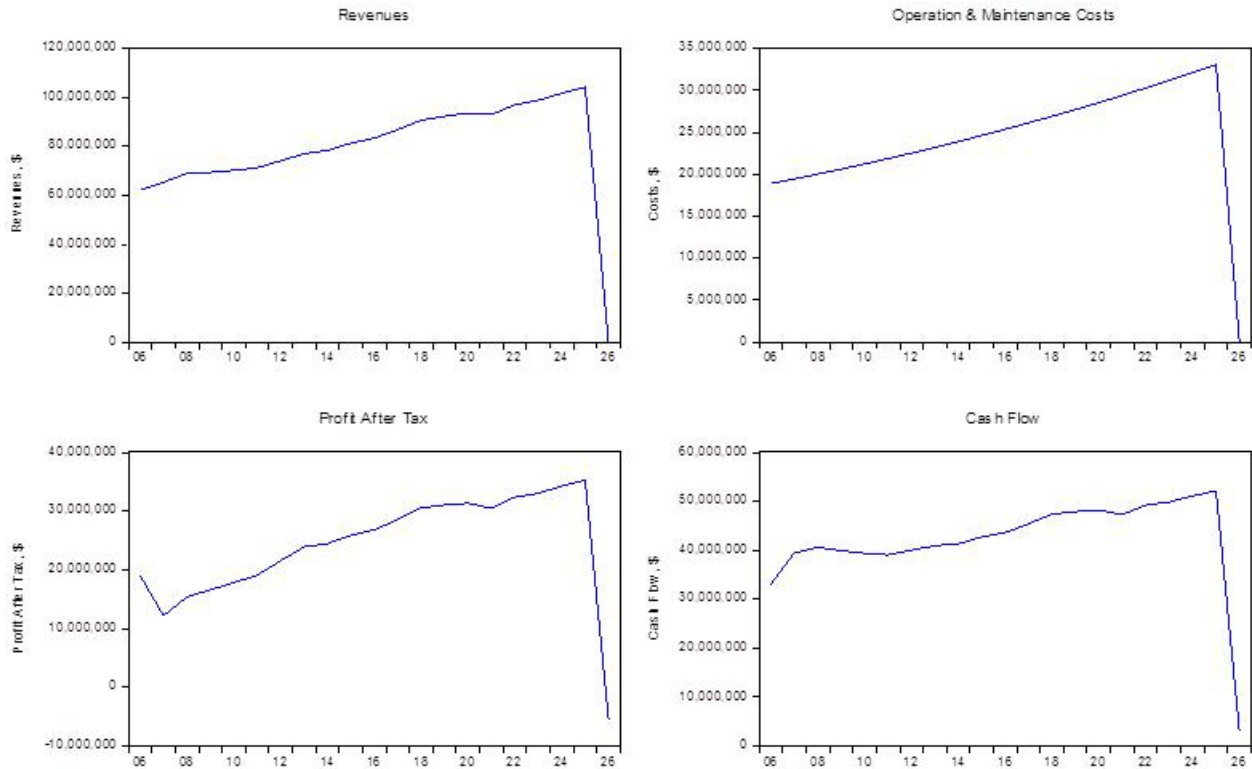 Revenues
120,000,000
100,000,000
80,000,000
60,000,000
40,000,000
20,000,000
0
Revenues, $
06 08 10 12 14 16 18 20 22 24 26
Operation & Maintenance Costs
35,000,000
30,000,000
25,000,000
20,000,000
15,000,000
10,000,000
5,000,000
0
Costs, $
06 08 10 12 14 16 18 20 22 24 26
Profit After Tax
40,000,000
30,000,000
20,000,000
10,000,000
0
-10,000,000
Profit After Tax, $
06 08 10 12 14 16 18 20 22 24 26
Cash Flow
60,000,000
50,000,000
40,000,000
30,000,000
20,000,000
10,000,000
0
Cash Flow, $
06 08 10 12 14 16 18 20 22 24 26